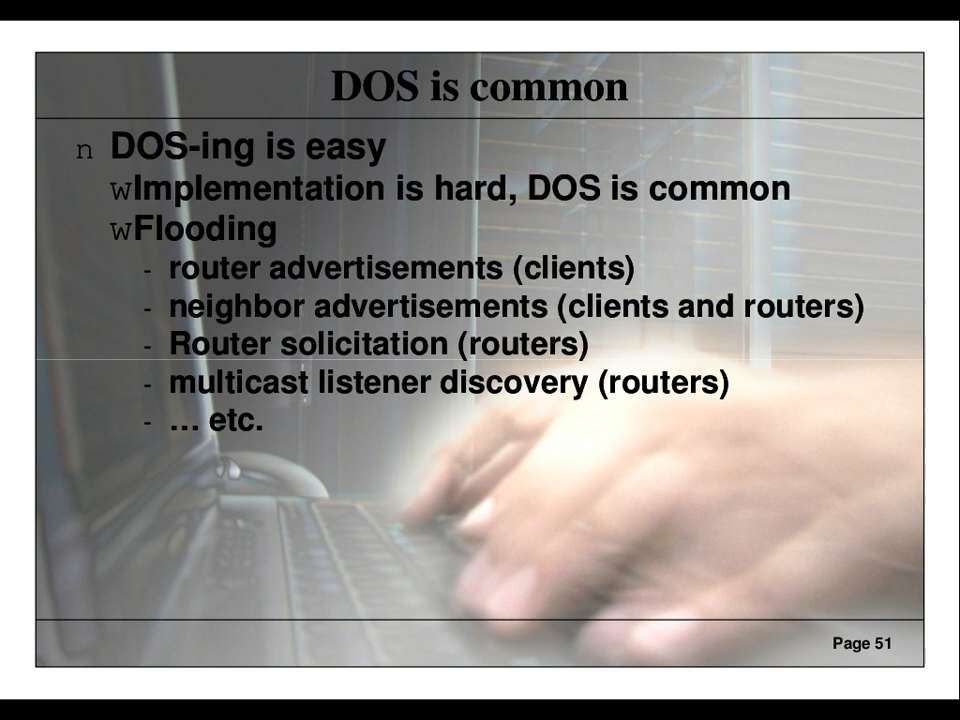 DOS is common
n DOS-ing is easy
wImplementation is hard, DOS is common
wFlooding
- router advertisements (clients)
- neighbor advertisements (clients and routers)
- Router solicitation (routers)
- multicast listener discovery (routers)
- … etc.
Page 51